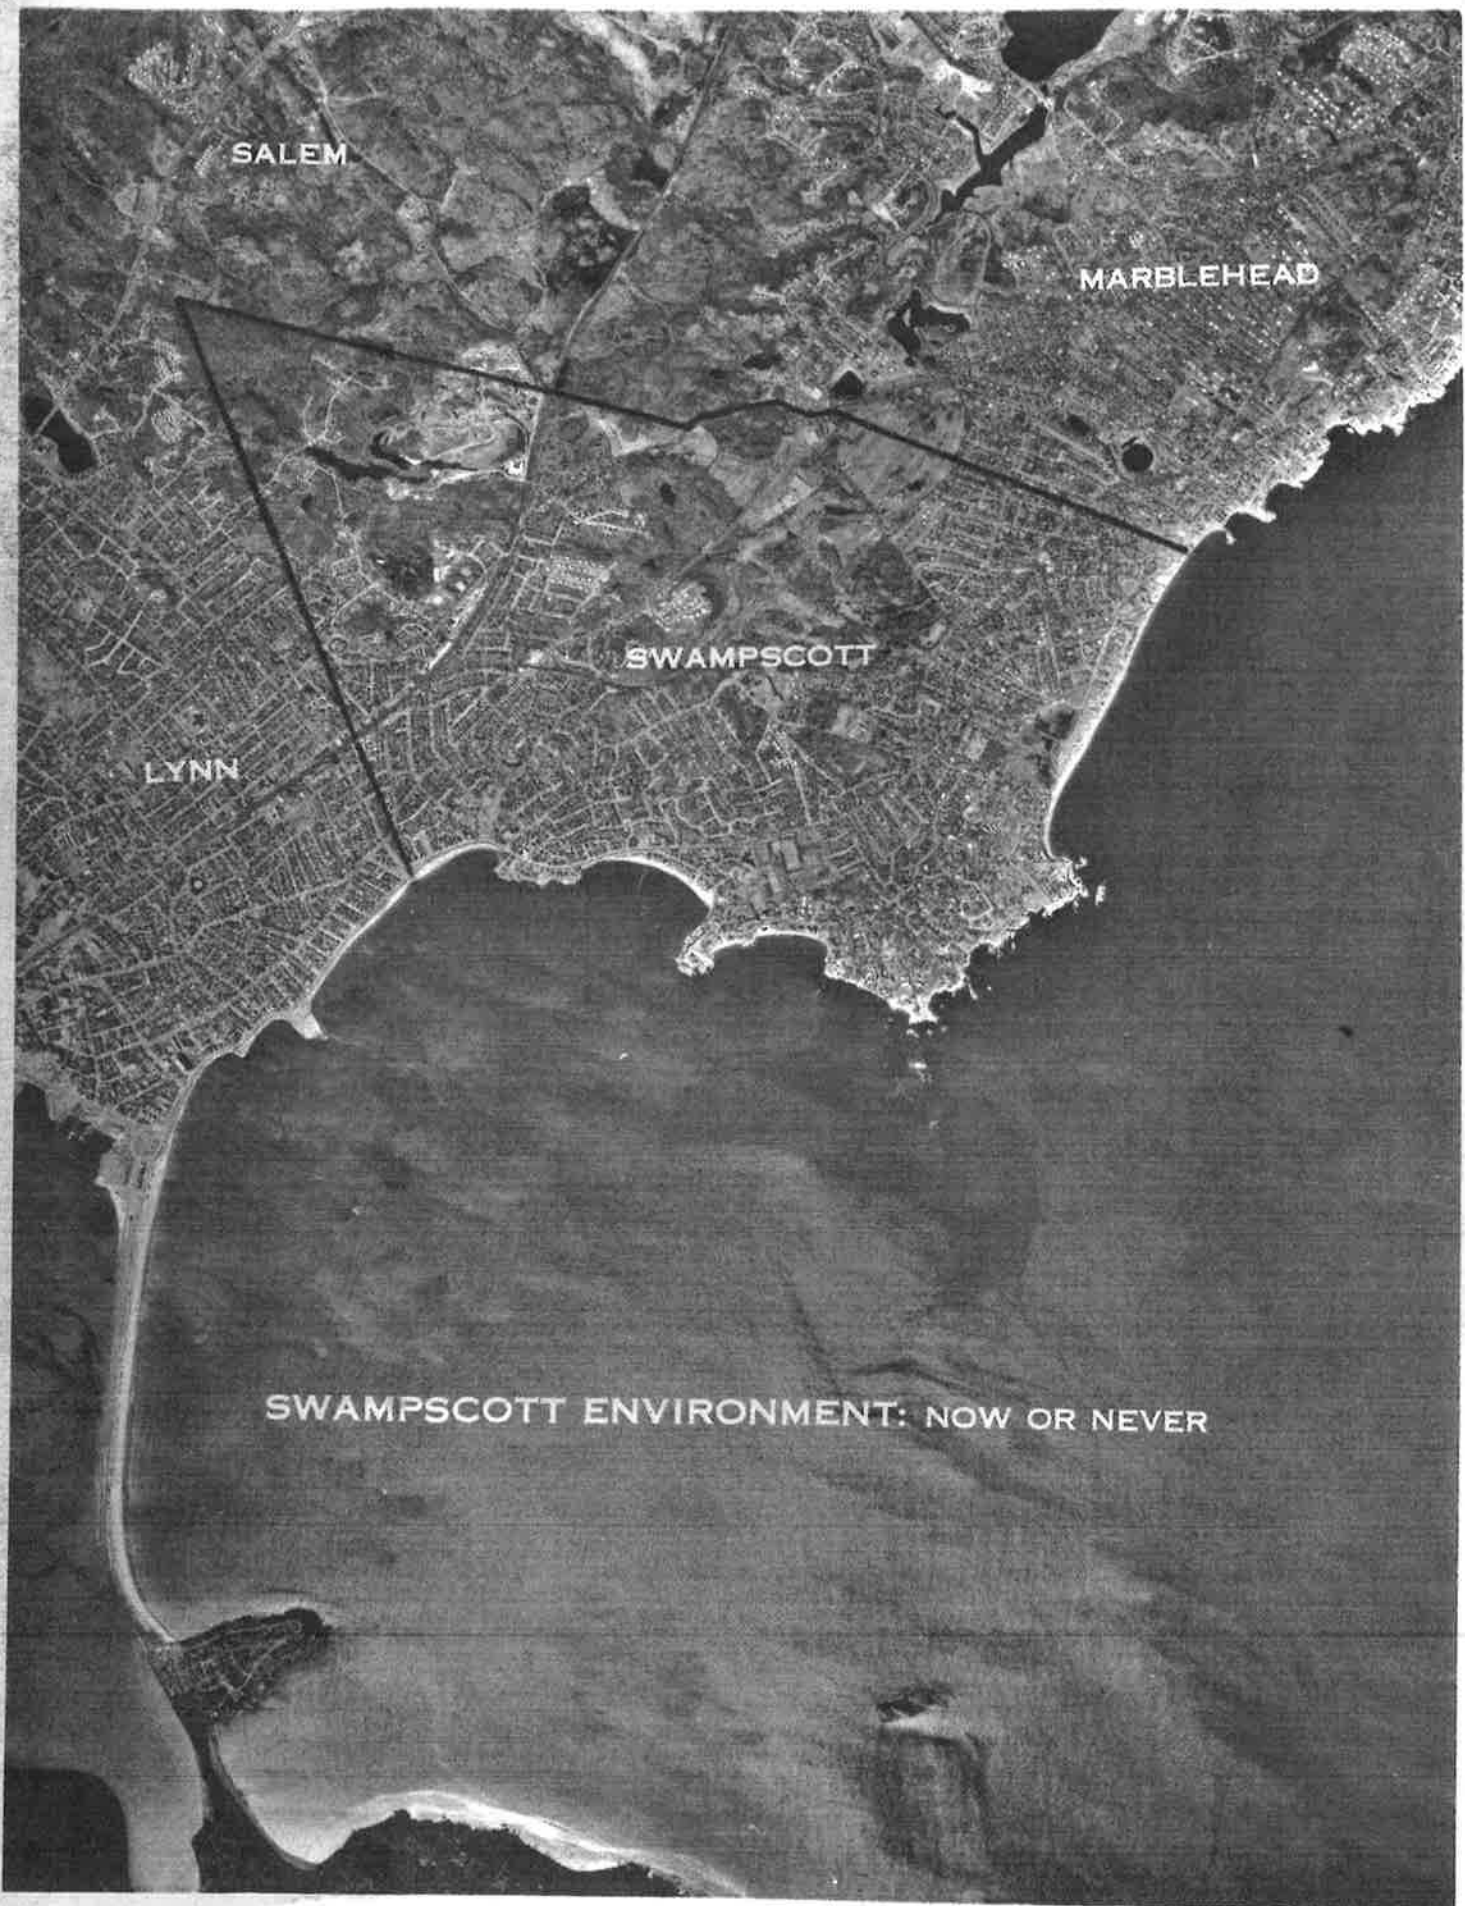 SALEM
MARBLEHEAD
SWAMPSCOTT
LYNN
SWAMPSCOTT ENVIRONMENT: NOW OR NEVER